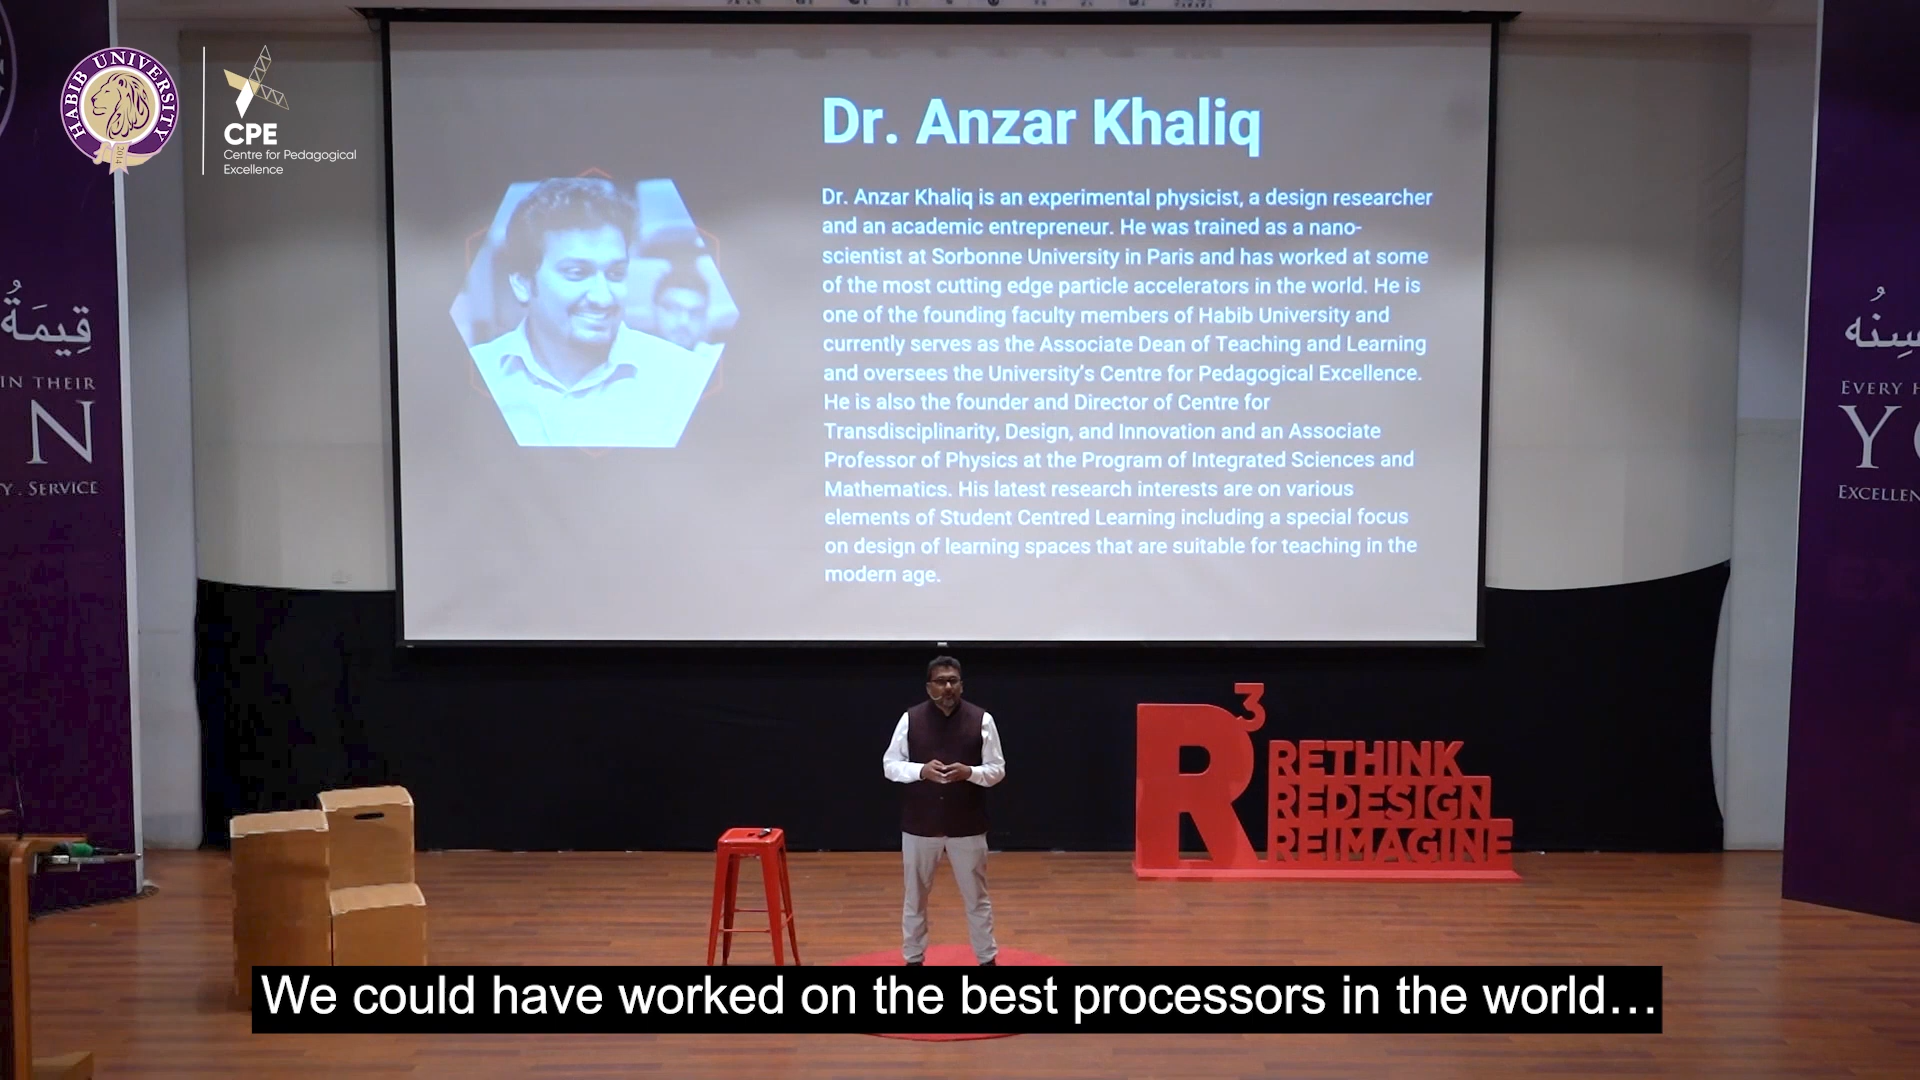 HABIB UNIVERSITY
2014
CPE
Centre for Pedagogical
Excellence
Dr. Anzar Khaliq
Dr. Anzar Khaliq is an experimental physicist, a design researcher
and an academic entrepreneur. He was trained as a nano-
scientist at Sorbonne University in Paris and has worked at some
of the most cutting edge particle accelerators in the world. He is
one of the founding faculty members of Habib University and
currently serves as the Associate Dean of Teaching and Learning
and oversees the University's Centre for Pedagogical Excellence.
He is also the founder and Director of Centre for
Transdisciplinarity, Design, and Innovation and an Associate
Professor of Physics at the Program of Integrated Sciences and
Mathematics. His latest research interests are on various
elements of Student Centred Learning including a special focus
on design of learning spaces that are suitable for teaching in the
modern age.
قِيمَةُ
IN THEIR
N
Y. SERVICE
EVERY
Y
EXCELLEN
R3
RETHINK
REDESIGN
REIMAGINE
We could have worked on the best processors in the world…